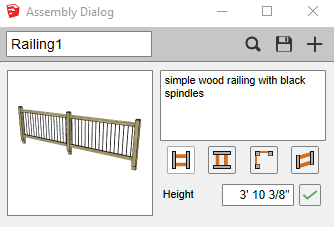 Assembly Dialog
Railing1
simple wood railing with black
spindles
Height
3' 10 3/8"